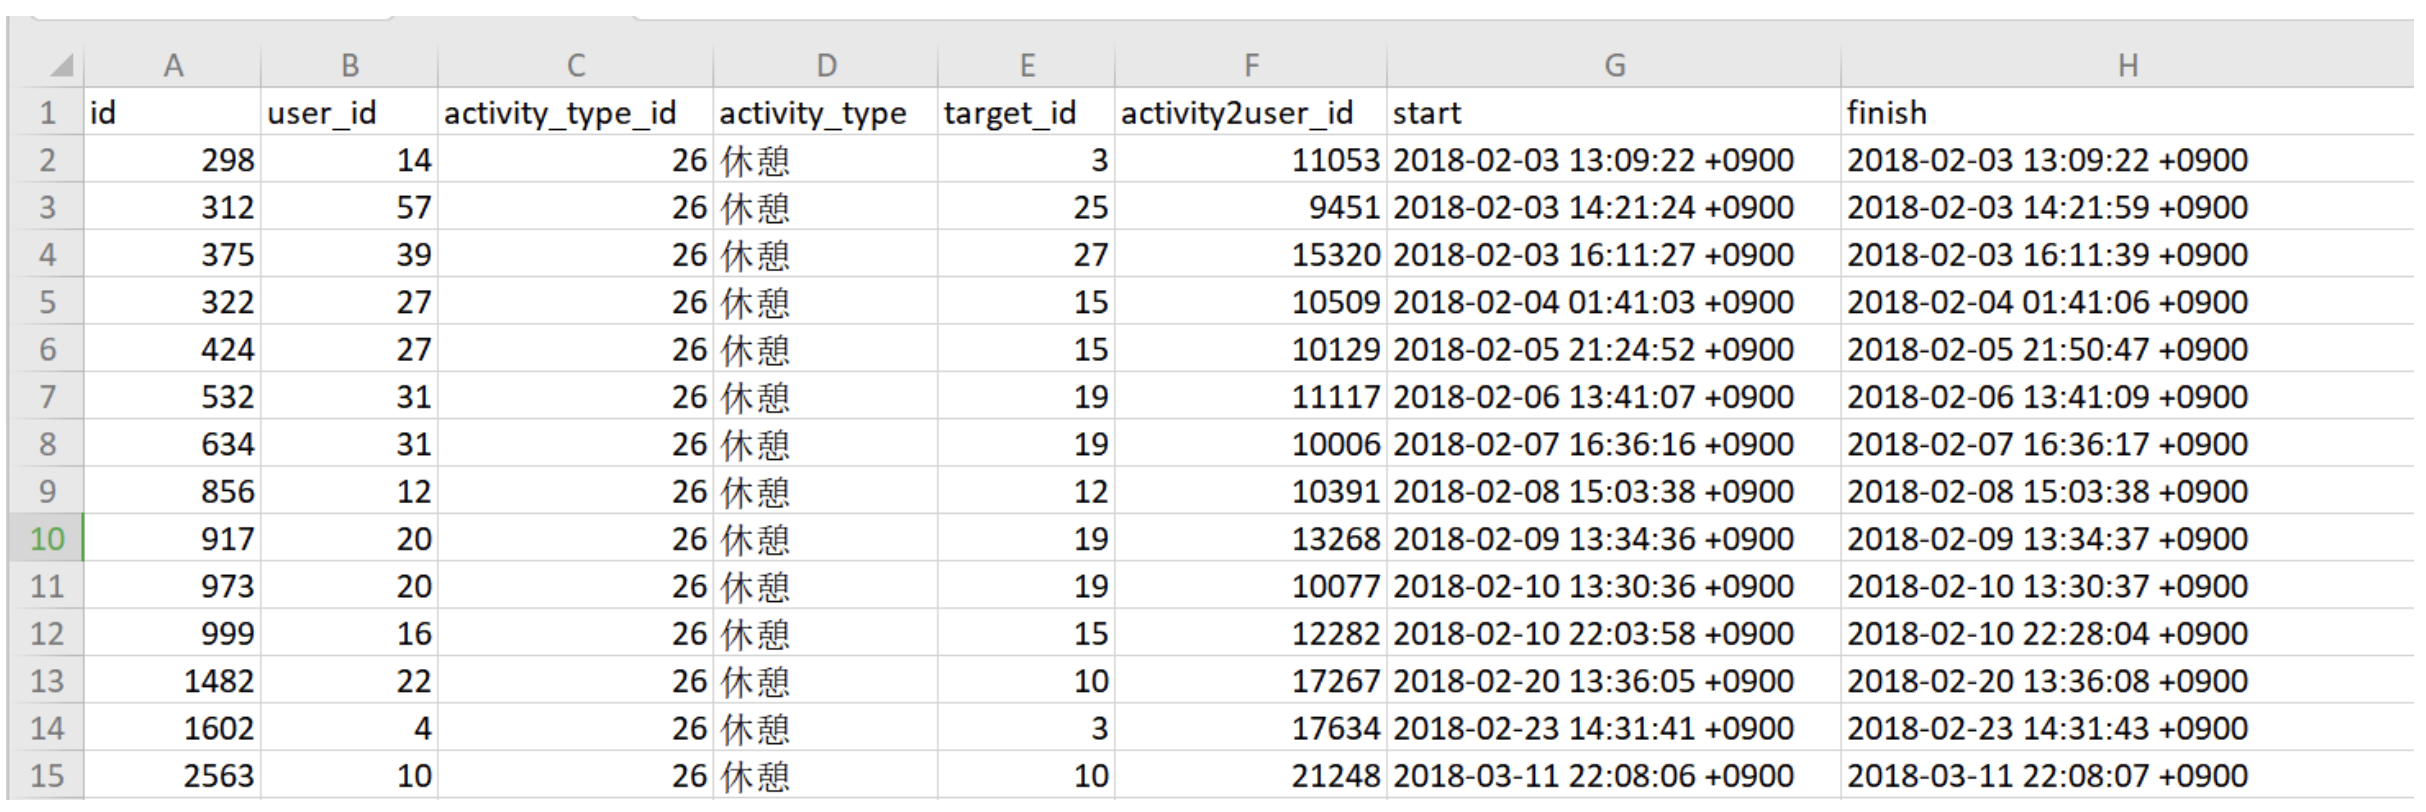 A B C D E F G H
1 id user_id activity_type_id activity_type target_id activity2user_id start finish
2 298 14 26 休憩 3 11053 2018-02-03 13:09:22 +0900 2018-02-03 13:09:22 +0900
3 312 57 26 休憩 25 9451 2018-02-03 14:21:24 +0900 2018-02-03 14:21:59 +0900
4 375 39 26 休憩 27 15320 2018-02-03 16:11:27 +0900 2018-02-03 16:11:39 +0900
5 322 27 26 休憩 15 10509 2018-02-04 01:41:03 +0900 2018-02-04 01:41:06 +0900
6 424 27 26 休憩 15 10129 2018-02-05 21:24:52 +0900 2018-02-05 21:50:47 +0900
7 532 31 26 休憩 19 11117 2018-02-06 13:41:07 +0900 2018-02-06 13:41:09 +0900
8 634 31 26 休憩 19 10006 2018-02-07 16:36:16 +0900 2018-02-07 16:36:17 +0900
9 856 12 26 休憩 12 10391 2018-02-08 15:03:38 +0900 2018-02-08 15:03:38 +0900
10 917 20 26 休憩 19 13268 2018-02-09 13:34:36 +0900 2018-02-09 13:34:37 +0900
11 973 20 26 休憩 19 10077 2018-02-10 13:30:36 +0900 2018-02-10 13:30:37 +0900
12 999 16 26 休憩 15 12282 2018-02-10 22:03:58 +0900 2018-02-10 22:28:04 +0900
13 1482 22 26 休憩 10 17267 2018-02-20 13:36:05 +0900 2018-02-20 13:36:08 +0900
14 1602 4 26 休憩 3 17634 2018-02-23 14:31:41 +0900 2018-02-23 14:31:43 +0900
15 2563 10 26 休憩 10 21248 2018-03-11 22:08:06 +0900 2018-03-11 22:08:07 +0900